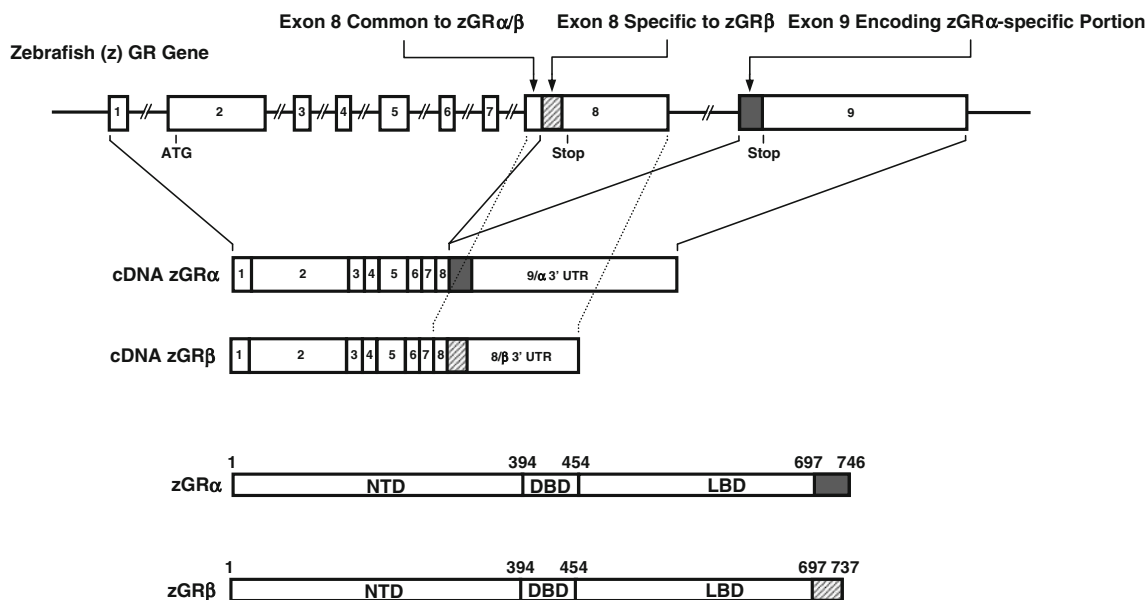 Exon 8 Common to zGRα/β Exon 8 Specific to zGRβ Exon 9 Encoding zGRα-specific Portion
Zebrafish (z) GR Gene
1 2 3 4 5 6 7 8 9
ATG Stop Stop
cDNA zGRα 1 2 3 4 5 6 7 8 9/α 3' UTR
cDNA zGRβ 1 2 3 4 5 6 7 8 8/β 3' UTR
1 394 454 697 746
zGRα NTD DBD LBD
1 394 454 697 737
zGRβ NTD DBD LBD